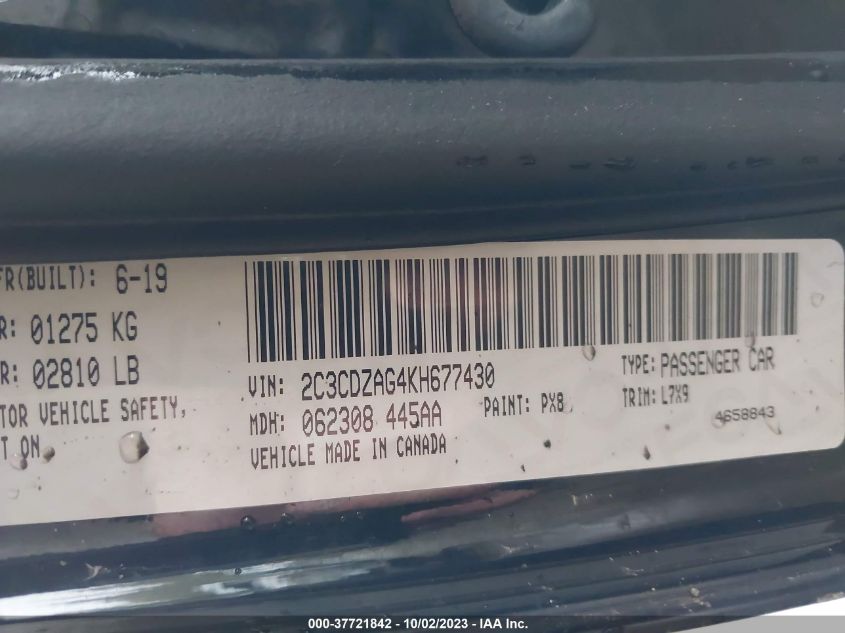 FR(BUILT): 6-19
R: 01275 KG
R: 02810 LB
TOR VEHICLE SAFETY,
T ON
VIN: 2C3CDZAG4KH677430
TYPE: PASSENGER CAR
MDH: 062308 445AA
PAINT: PX8
TRIM: L7X9
VEHICLE MADE IN CANADA
4658843
000-37721842 - 10/02/2023 - IAA Inc.